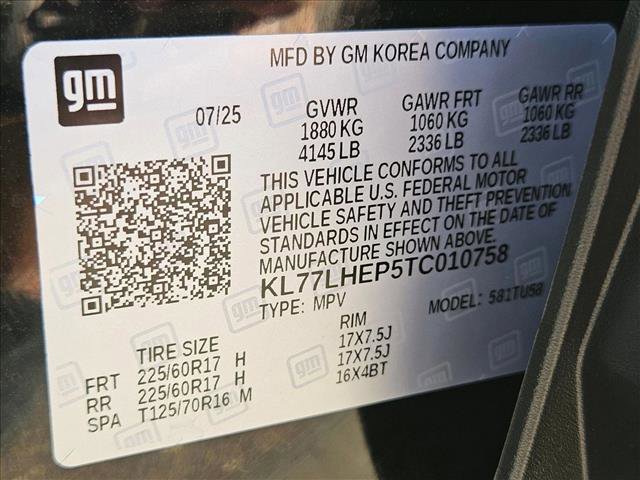 MFD BY GM KOREA COMPANY
gm
07/25 GVWR GAWR FRT GAWR RR
1880 KG 1060 KG 1060 KG
4145 LB 2336 LB 2336 LB
THIS VEHICLE CONFORMS TO ALL
APPLICABLE U.S. FEDERAL MOTOR
VEHICLE SAFETY AND THEFT PREVENTION
STANDARDS IN EFFECT ON THE DATE OF
MANUFACTURE SHOWN ABOVE.
KL77LHEP5TC010758
TYPE: MPV MODEL: 581TU58
TIRE SIZE RIM
FRT 225/60R17 H 17X7.5J
RR 225/60R17 H 17X7.5J
SPA T125/70R16 M 16X4BT